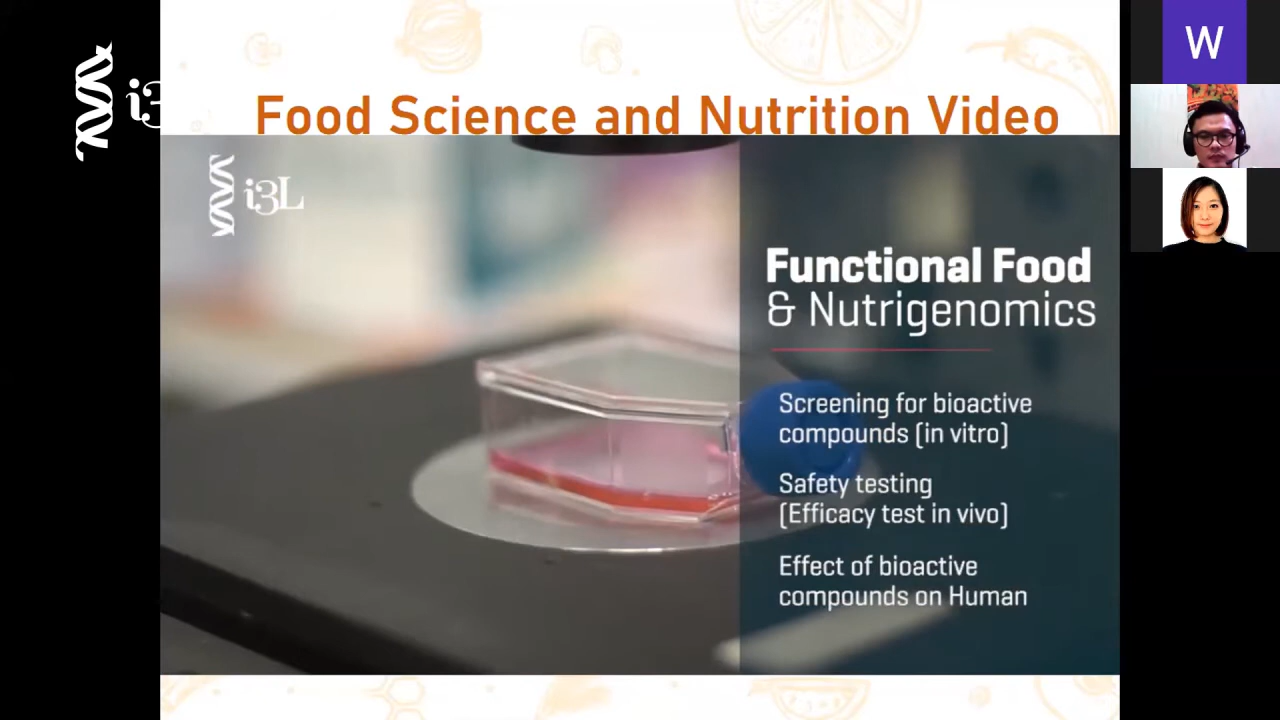 i3L
Food Science and Nutrition Video
i3L
Functional Food
& Nutrigenomics
Screening for bioactive
compounds (in vitro)
Safety testing
(Efficacy test in vivo)
Effect of bioactive
compounds on Human
W